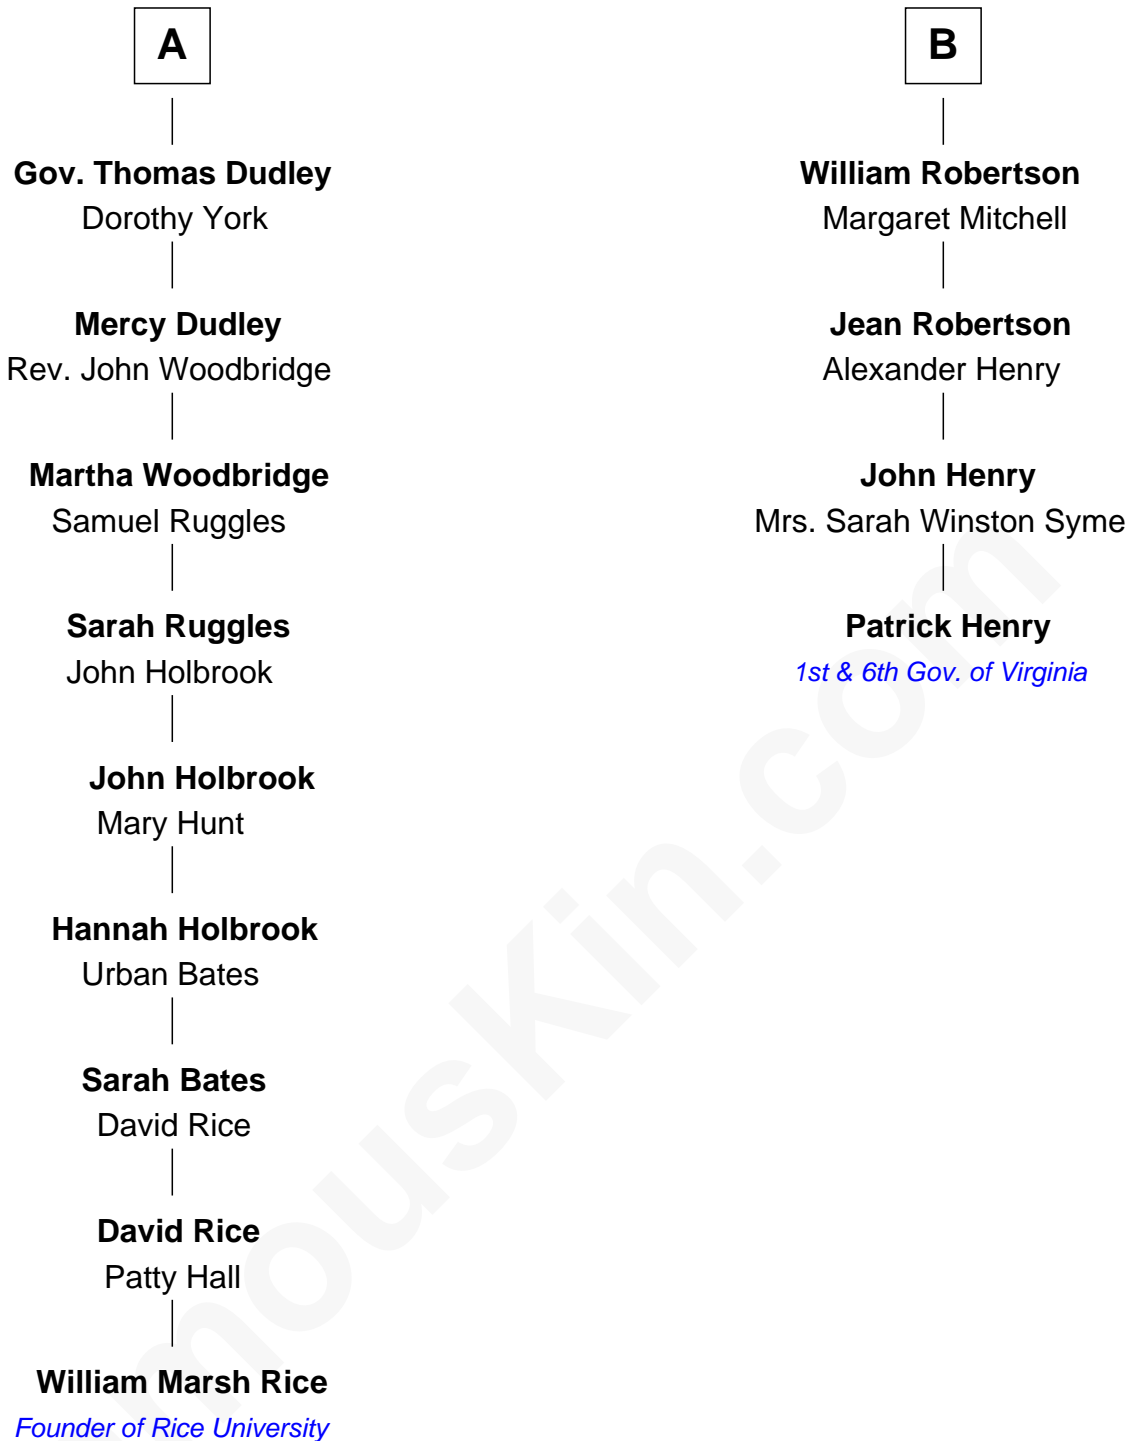 A
Gov. Thomas Dudley
Dorothy York
Mercy Dudley
Rev. John Woodbridge
Martha Woodbridge
Samuel Ruggles
Sarah Ruggles
John Holbrook
John Holbrook
Mary Hunt
Hannah Holbrook
Urban Bates
Sarah Bates
David Rice
David Rice
Patty Hall
William Marsh Rice
Founder of Rice University
B
William Robertson
Margaret Mitchell
Jean Robertson
Alexander Henry
John Henry
Mrs. Sarah Winston Syme
Patrick Henry
1st & 6th Gov. of Virginia
mousKin.com